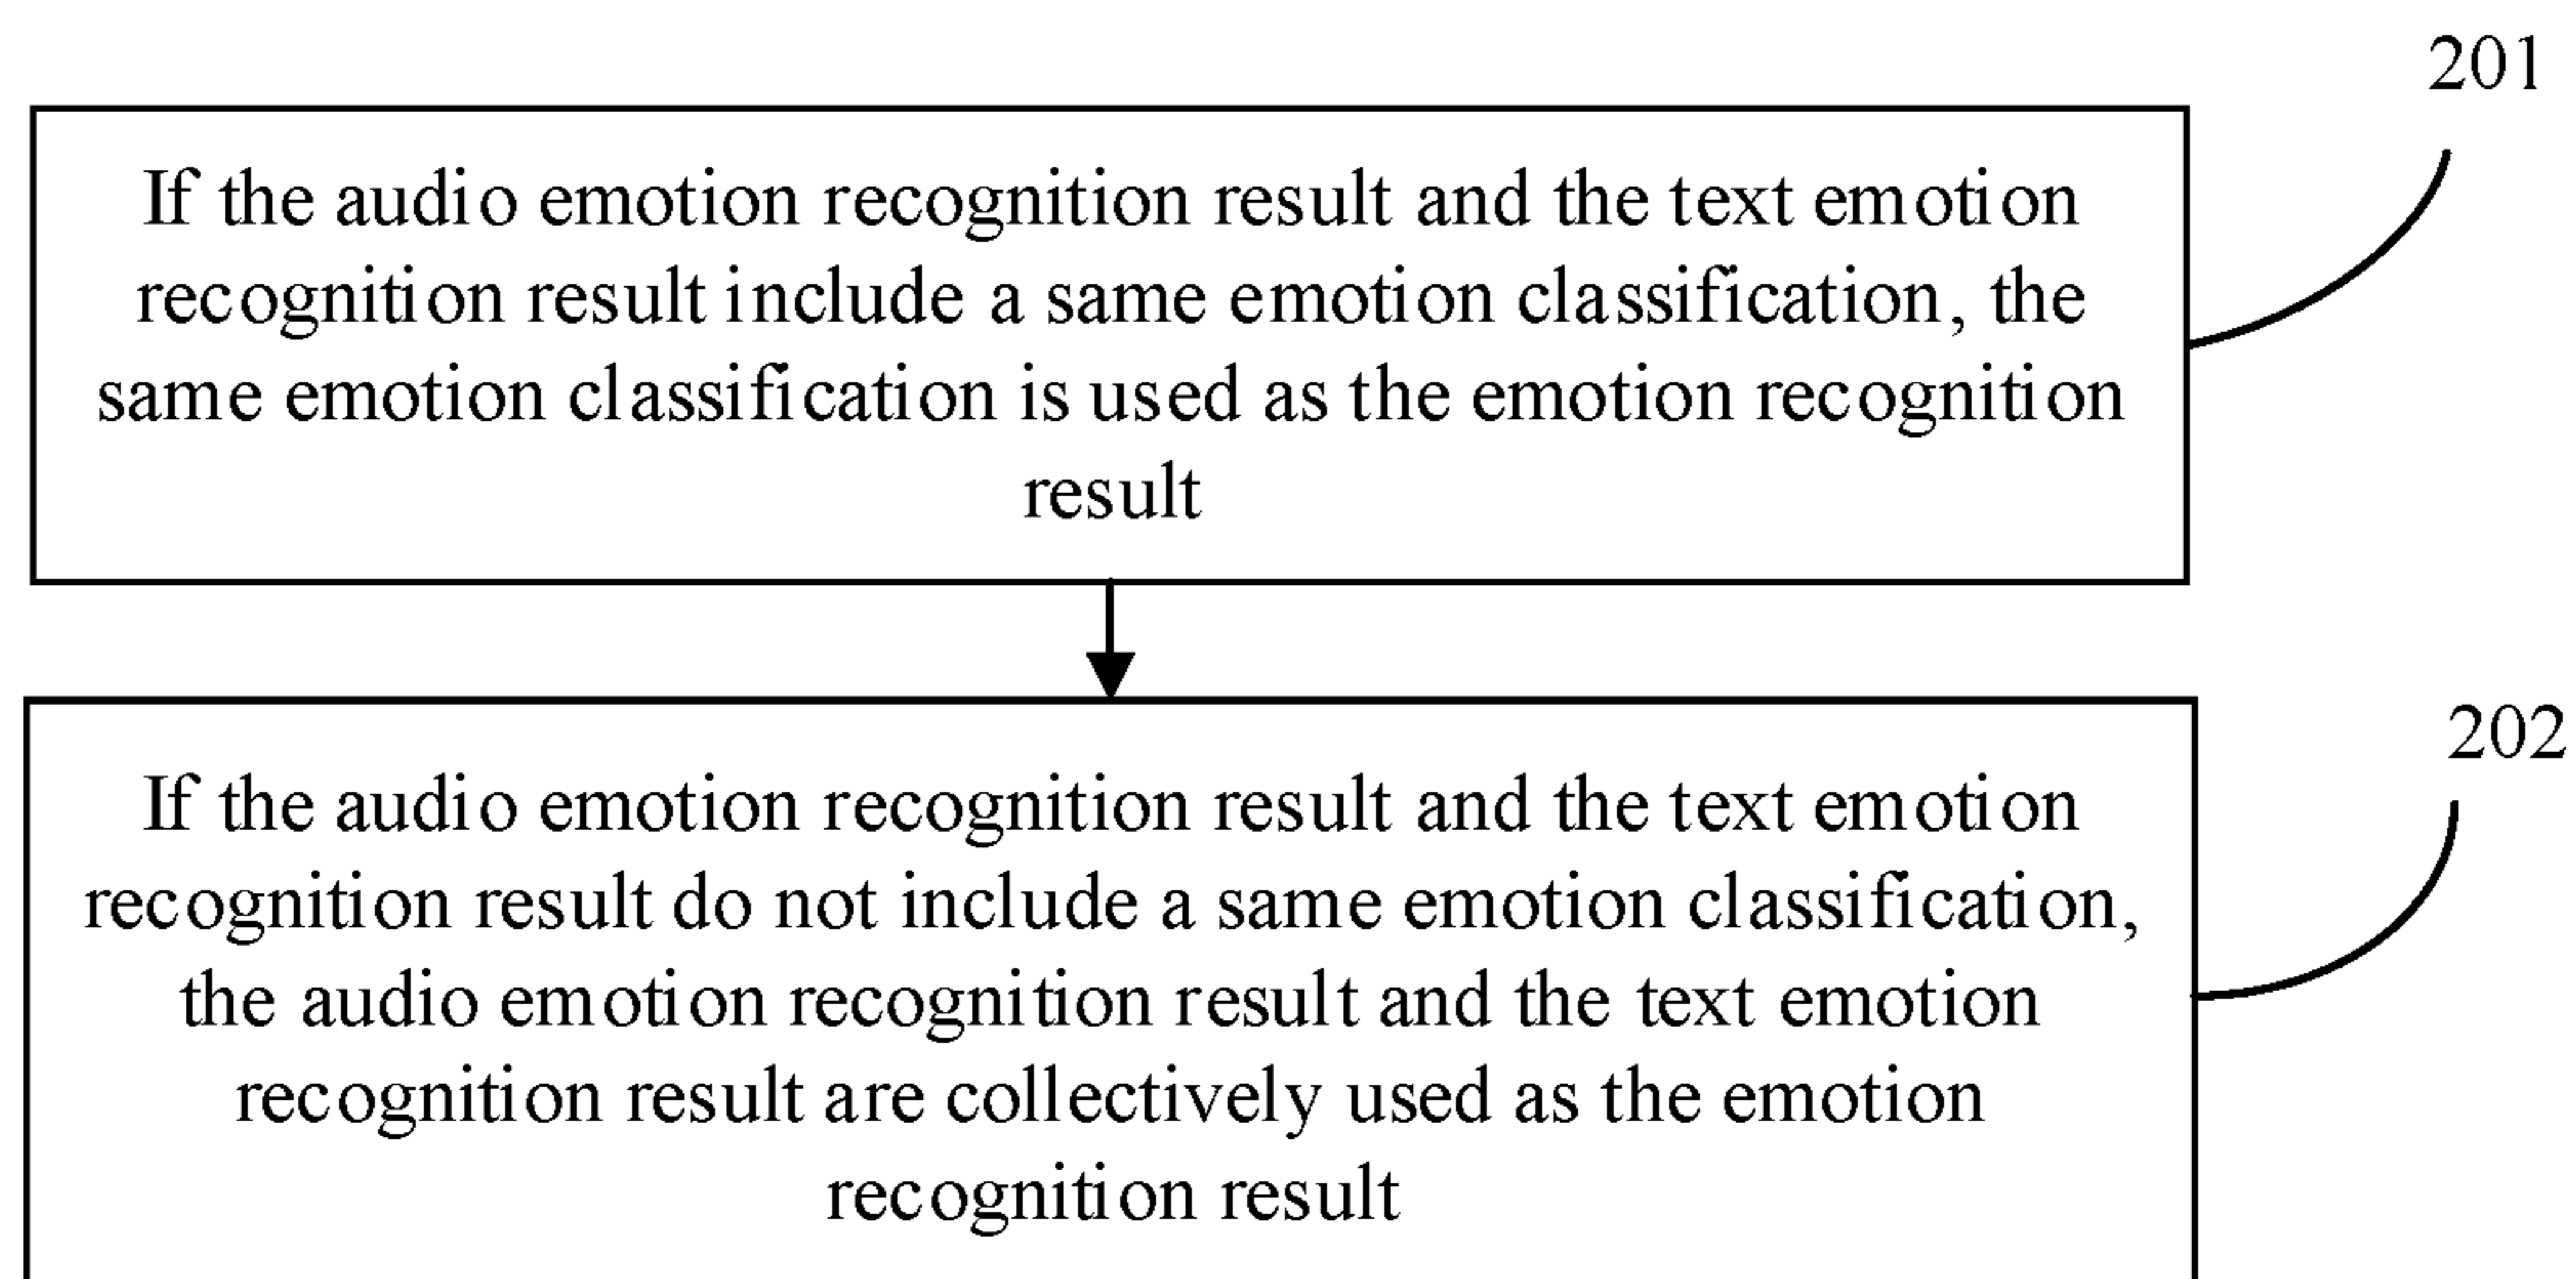 201
If the audio emotion recognition result and the text emotion
recognition result include a same emotion classification, the
same emotion classification is used as the emotion recognition
result
202
If the audio emotion recognition result and the text emotion
recognition result do not include a same emotion classification,
the audio emotion recognition result and the text emotion
recognition result are collectively used as the emotion
recognition result